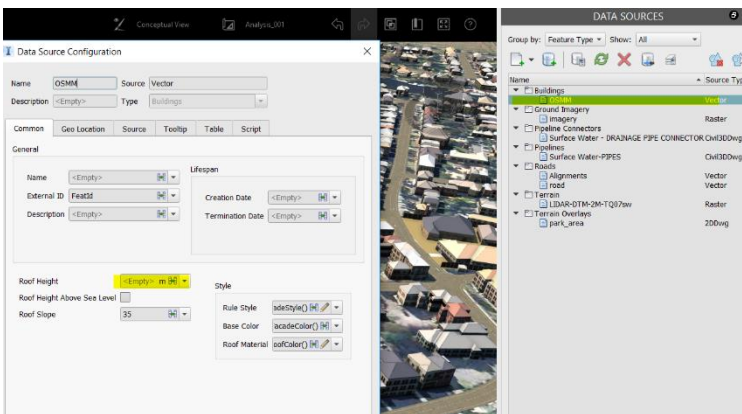 Conceptual View
Analysis_001
Data Source Configuration
Name OSMM Source Vector
Description <Empty> Type Buildings
Common Geo Location Source Tooltip Table Script
General
Name <Empty>
External ID FeatId
Description <Empty>
Lifespan
Creation Date <Empty>
Termination Date <Empty>
Roof Height <Empty> m
Roof Height Above Sea Level
Roof Slope 35
Style
Rule Style adeStyle()
Base Color acadeColor()
Roof Material oofColor()
DATA SOURCES
Group by: Feature Type Show: All
Name Source Typ
Buildings
OSMM Vector
Ground Imagery
imagery Raster
Pipeline Connectors
Surface Water - DRAINAGE PIPE CONNECTOR Civil3DDwg
Pipelines
Surface Water-PIPES Civil3DDwg
Roads
Alignments Vector
roed Vector
Terrain
LIDAR-DTM-2M-TQ07sw Raster
Terrain Overlays
park_area 2DDwg